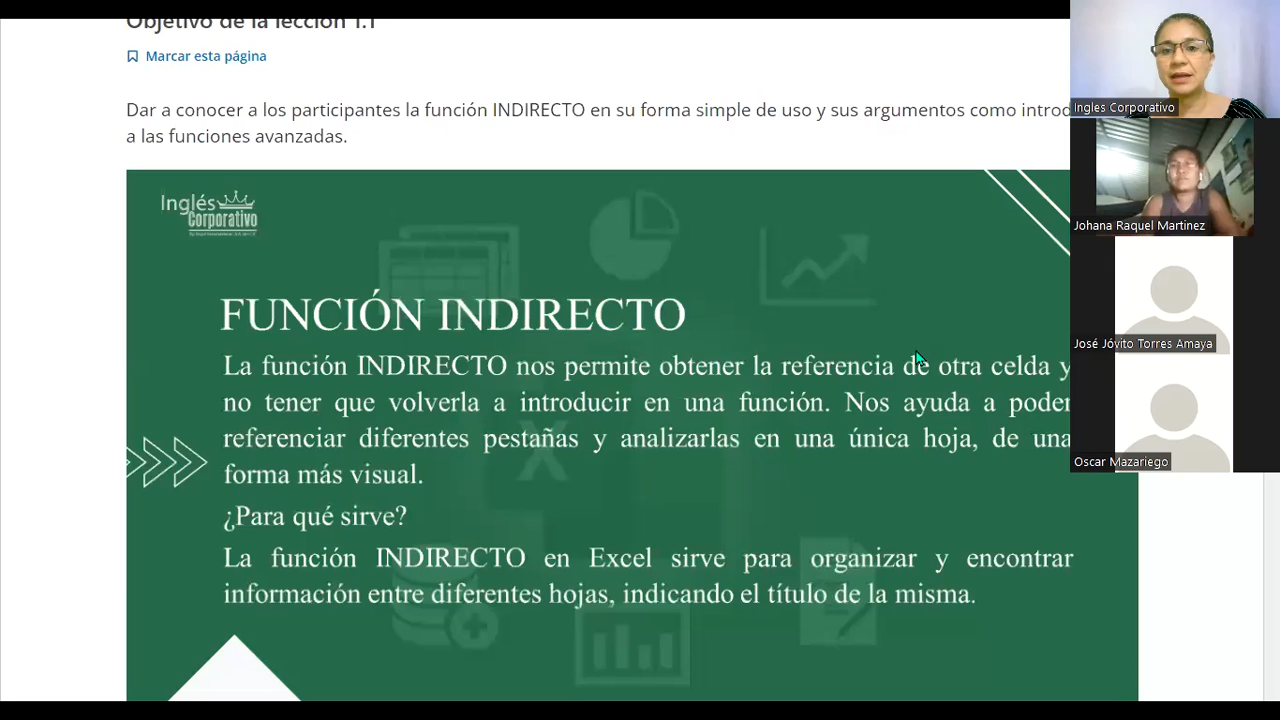 Objetivo de la lección 1.1
Marcar esta página
Dar a conocer a los participantes la función INDIRECTO en su forma simple de uso y sus argumentos como introd
a las funciones avanzadas.
Inglés
Corporativo
FUNCIÓN INDIRECTO
La función INDIRECTO nos permite obtener la referencia de otra celda y
no tener que volverla a introducir en una función. Nos ayuda a poder
referenciar diferentes pestañas y analizarlas en una única hoja, de una
forma más visual.
¿Para qué sirve?
La función INDIRECTO en Excel sirve para organizar y encontrar
información entre diferentes hojas, indicando el título de la misma.
Ingles Corporativo
Johana Raquel Martinez
José Jóvito Torres Amaya
Oscar Mazariego